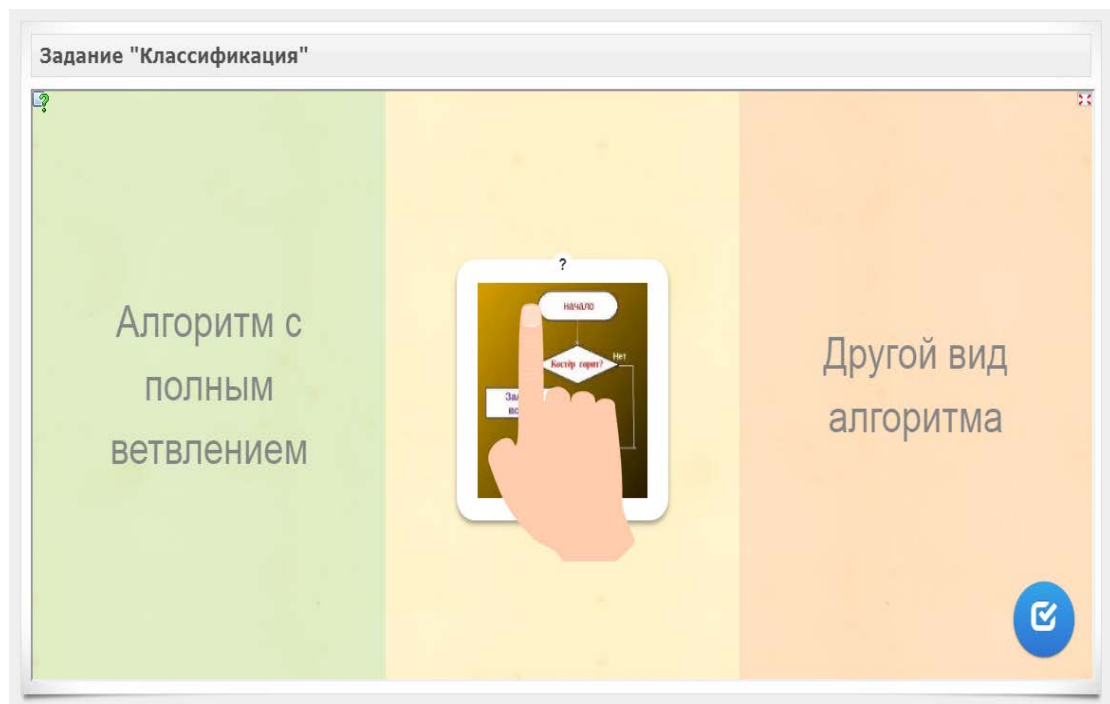 Задание "Классификация"
?
начало
Костёр горит?
Нет
Алгоритм с
полным
ветвлением
Другой вид
алгоритма